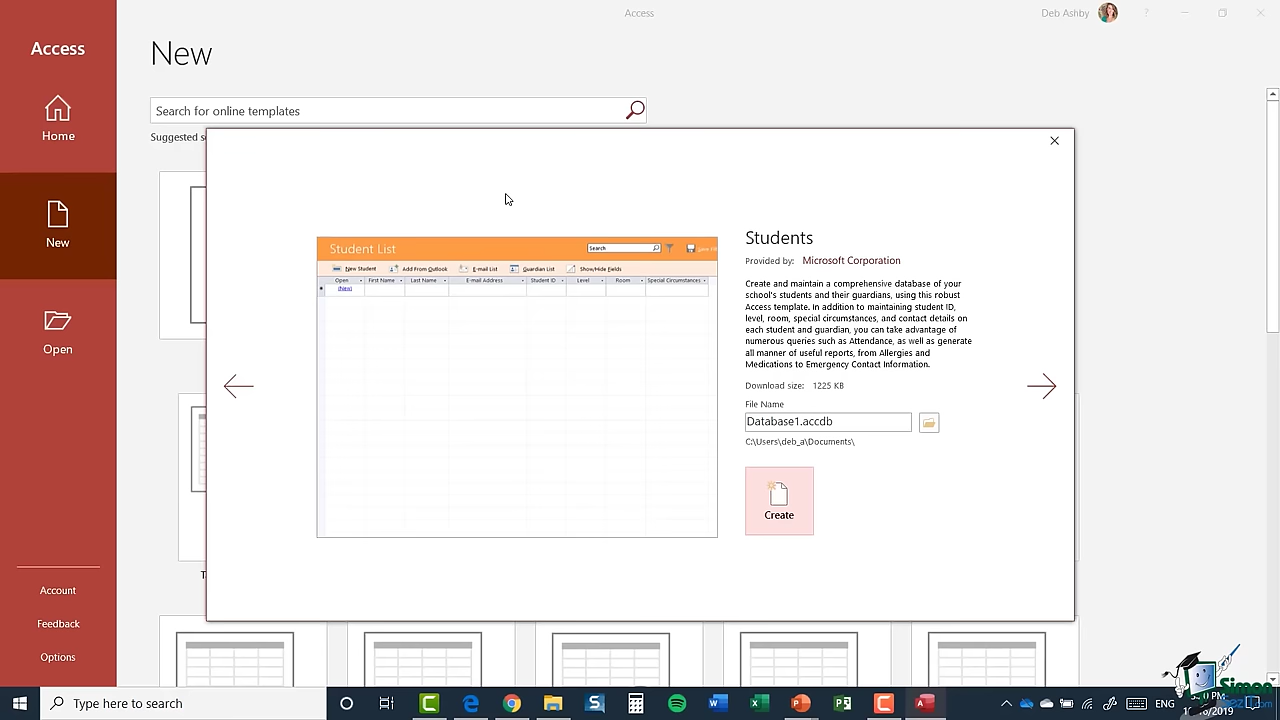 Access
Deb Ashby
?
Access
New
Search for online templates
Suggested s
Home
New
Open
Student List
Search
New Student
Add From Outlook
E-mail List
Guardian List
Show/Hide Fields
Open
First Name
Last Name
E-mail Address
Student ID
Level
Room
Special Circumstances
(New)
Students
Provided by: Microsoft Corporation
Create and maintain a comprehensive database of your
school's students and their guardians, using this robust
Access template. In addition to maintaining student ID,
level, room, special circumstances, and contact details on
each student and guardian, you can take advantage of
numerous queries such as Attendance, as well as generate
all manner of useful reports, from Allergies and
Medications to Emergency Contact Information.
Download size: 1225 KB
File Name
Database1.accdb
C:\Users\deb_a\Documents\
Create
T
Account
Feedback
Options
Type here to search
ENG
Simon